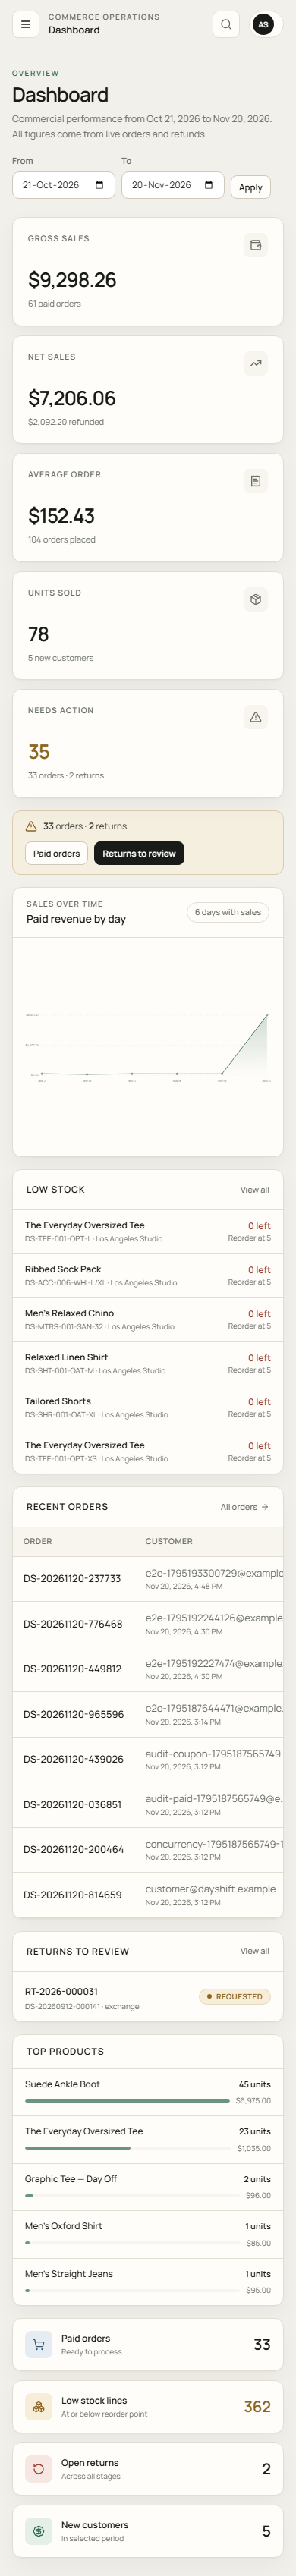 COMMERCE OPERATIONS
Dashboard
AS
OVERVIEW
Dashboard
Commercial performance from Oct 21, 2026 to Nov 20, 2026.
All figures come from live orders and refunds.
From
To
21-Oct-2026
20-Nov-2026
Apply
GROSS SALES
$9,298.26
61 paid orders
NET SALES
$7,206.06
$2,092.20 refunded
AVERAGE ORDER
$152.43
104 orders placed
UNITS SOLD
78
5 new customers
NEEDS ACTION
35
33 orders · 2 returns
33 orders · 2 returns
Paid orders
Returns to review
SALES OVER TIME
Paid revenue by day
6 days with sales
LOW STOCK
View all
The Everyday Oversized Tee
0 left
DS-TEE-001-OPT-L · Los Angeles Studio
Reorder at 5
Ribbed Sock Pack
0 left
DS-ACC-006-WHI-L/XL · Los Angeles Studio
Reorder at 5
Men's Relaxed Chino
0 left
DS-MTRS-001-SAN-32 · Los Angeles Studio
Reorder at 5
Relaxed Linen Shirt
0 left
DS-SHT-001-OAT-M · Los Angeles Studio
Reorder at 5
Tailored Shorts
0 left
DS-SHR-001-OAT-XL · Los Angeles Studio
Reorder at 5
The Everyday Oversized Tee
0 left
DS-TEE-001-OPT-XS · Los Angeles Studio
Reorder at 5
RECENT ORDERS
All orders →
ORDER
CUSTOMER
DS-20261120-237733
e2e-1795193300729@example
Nov 20, 2026, 4:48 PM
DS-20261120-776468
e2e-1795192244126@example
Nov 20, 2026, 4:30 PM
DS-20261120-449812
e2e-1795192227474@example
Nov 20, 2026, 4:30 PM
DS-20261120-965596
e2e-1795187644471@example.
Nov 20, 2026, 3:14 PM
DS-20261120-439026
audit-coupon-1795187565749.
Nov 20, 2026, 3:12 PM
DS-20261120-036851
audit-paid-1795187565749@e.
Nov 20, 2026, 3:12 PM
DS-20261120-200464
concurrency-1795187565749-1
Nov 20, 2026, 3:12 PM
DS-20261120-814659
customer@dayshift.example
Nov 20, 2026, 3:12 PM
RETURNS TO REVIEW
View all
RT-2026-000031
DS-20260912-000141 · exchange
REQUESTED
TOP PRODUCTS
Suede Ankle Boot
45 units
$6,975.00
The Everyday Oversized Tee
23 units
$1,035.00
Graphic Tee — Day Off
2 units
$96.00
Men's Oxford Shirt
1 units
$85.00
Men's Straight Jeans
1 units
$95.00
Paid orders
Ready to process
33
Low stock lines
At or below reorder point
362
Open returns
Across all stages
2
New customers
In selected period
5